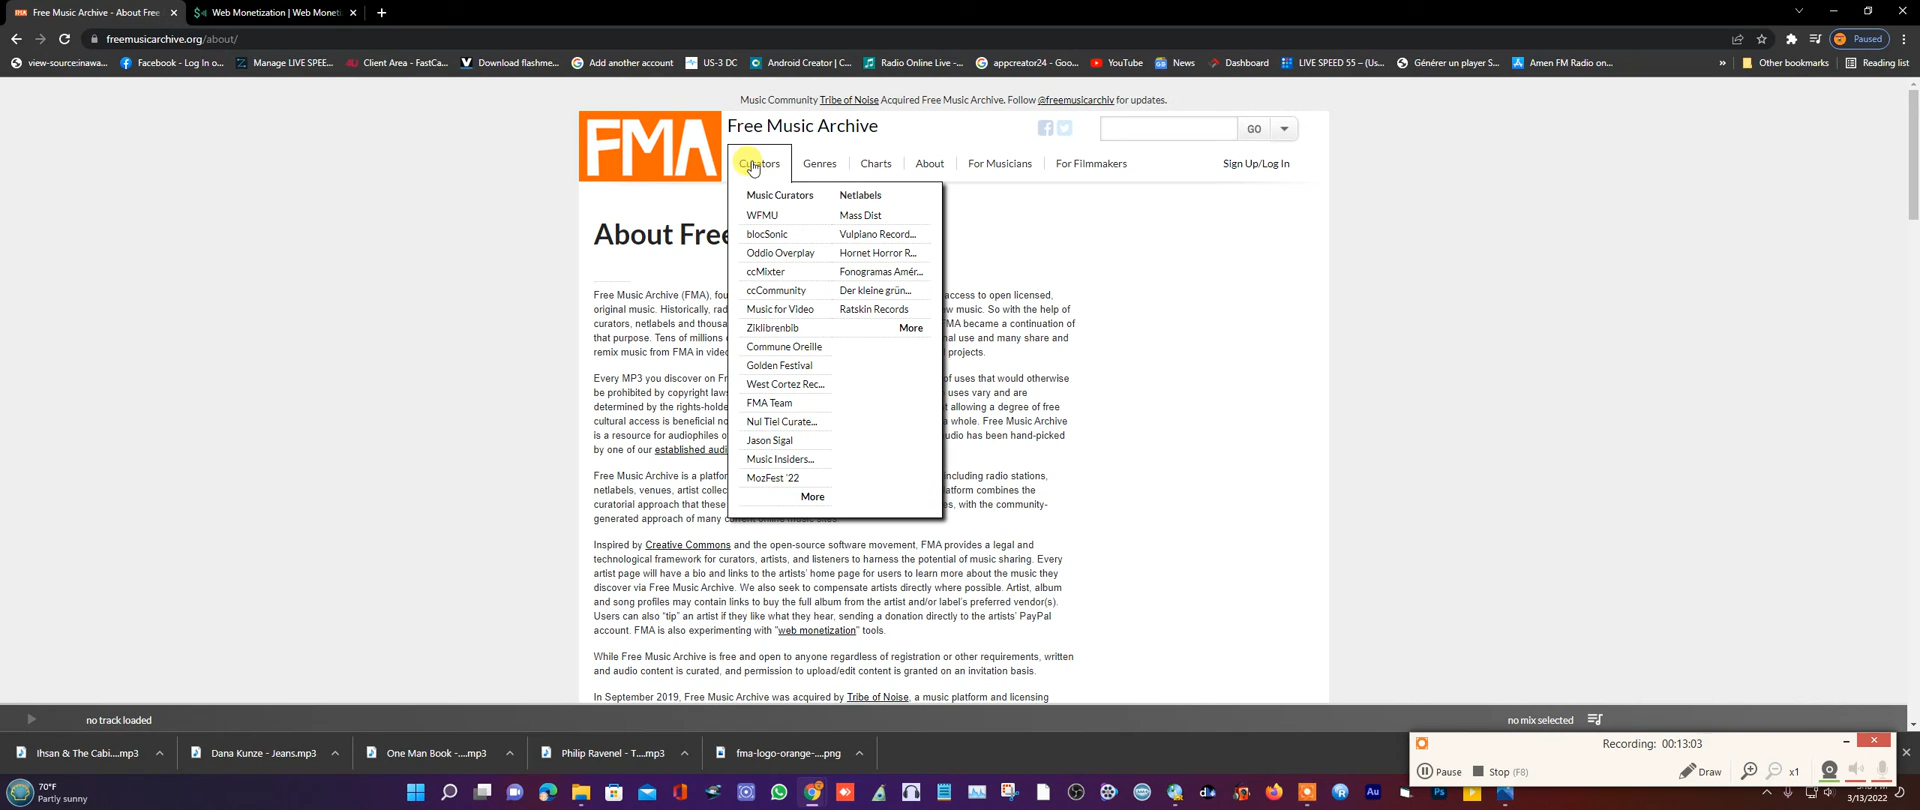 Free Music Archive - About Free
Web Monetization | Web Moneti
freemusicarchive.org/about/
Paused
view-source:inawa...
Facebook - Log In o...
Manage LIVE SPEE...
Client Area - FastCa...
Download flashme...
Add another account
US-3 DC
Android Creator | C...
Radio Online Live -...
appcreator24 - Goo...
YouTube
News
Dashboard
LIVE SPEED 55 – (Us...
Générer un player S...
Amen FM Radio on...
»
Other bookmarks
Reading list
Music Community Tribe of Noise Acquired Free Music Archive. Follow @freemusicarchiv for updates.
FMA
Free Music Archive
GO
Curators
Genres
Charts
About
For Musicians
For Filmmakers
Sign Up/Log In
Music Curators
WFMU
blocSonic
Oddio Overplay
ccMixter
ccCommunity
Music for Video
Ziklibrenbib
Commune Oreille
Golden Festival
West Cortez Rec...
FMA Team
Nul Tiel Curate...
Jason Sigal
Music Insiders...
MozFest '22
More
Netlabels
Mass Dist
Vulpiano Record...
Hornet Horror R...
Fonogramas Amér...
Der kleine grün...
Ratskin Records
More
About Free
Free Music Archive (FMA), fou access to open licensed,
original music. Historically, rad w music. So with the help of
curators, netlabels and thousa MA became a continuation of
that purpose. Tens of millions nal use and many share and
remix music from FMA in vide projects.
Every MP3 you discover on Fr of uses that would otherwise
be prohibited by copyright law uses vary and are
determined by the rights-holde t allowing a degree of free
cultural access is beneficial no whole. Free Music Archive
is a resource for audiophiles o udio has been hand-picked
by one of our established audi
Free Music Archive is a platfor including radio stations,
netlabels, venues, artist collec atform combines the
curatorial approach that these es, with the community-
generated approach of many current online music sites.
Inspired by Creative Commons and the open-source software movement, FMA provides a legal and
technological framework for curators, artists, and listeners to harness the potential of music sharing. Every
artist page will have a bio and links to the artists' home page for users to learn more about the music they
discover via Free Music Archive. We also seek to compensate artists directly where possible. Artist, album
and song profiles may contain links to buy the full album from the artist and/or label's preferred vendor(s).
Users can also “tip” an artist if they like what they hear, sending a donation directly to the artists' PayPal
account. FMA is also experimenting with "web monetization" tools.
While Free Music Archive is free and open to anyone regardless of registration or other requirements, written
and audio content is curated, and permission to upload/edit content is granted on an invitation basis.
In September 2019, Free Music Archive was acquired by Tribe of Noise, a music platform and licensing
no track loaded
no mix selected
Ihsan & The Cabi....mp3
Dana Kunze - Jeans.mp3
One Man Book -....mp3
Philip Ravenel - T....mp3
fma-logo-orange-....png
Recording: 00:13:03
Pause
Stop (F8)
Draw
x1
70°F
Partly sunny
3/13/2022